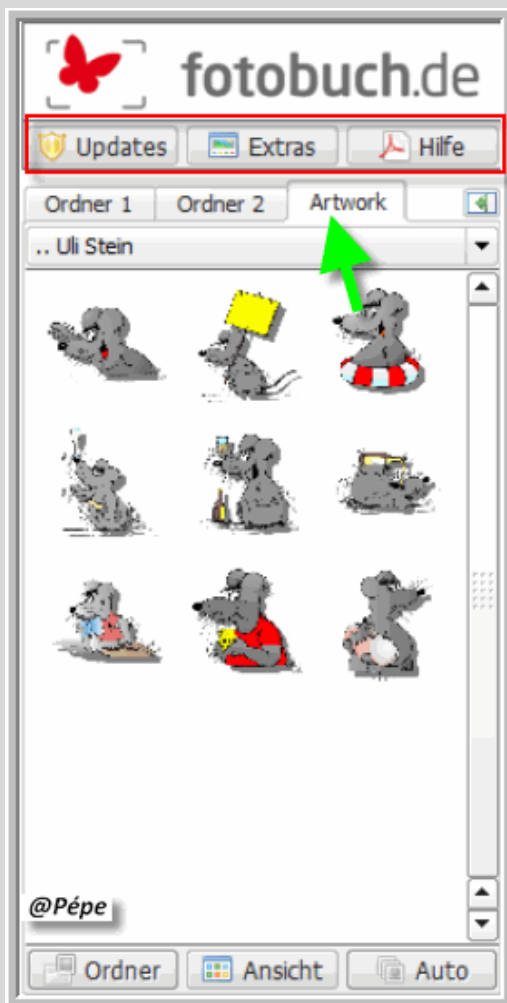 fotobuch.de
Updates Extras Hilfe
Ordner 1 Ordner 2 Artwork
.. Uli Stein
@Pépe
Ordner Ansicht Auto